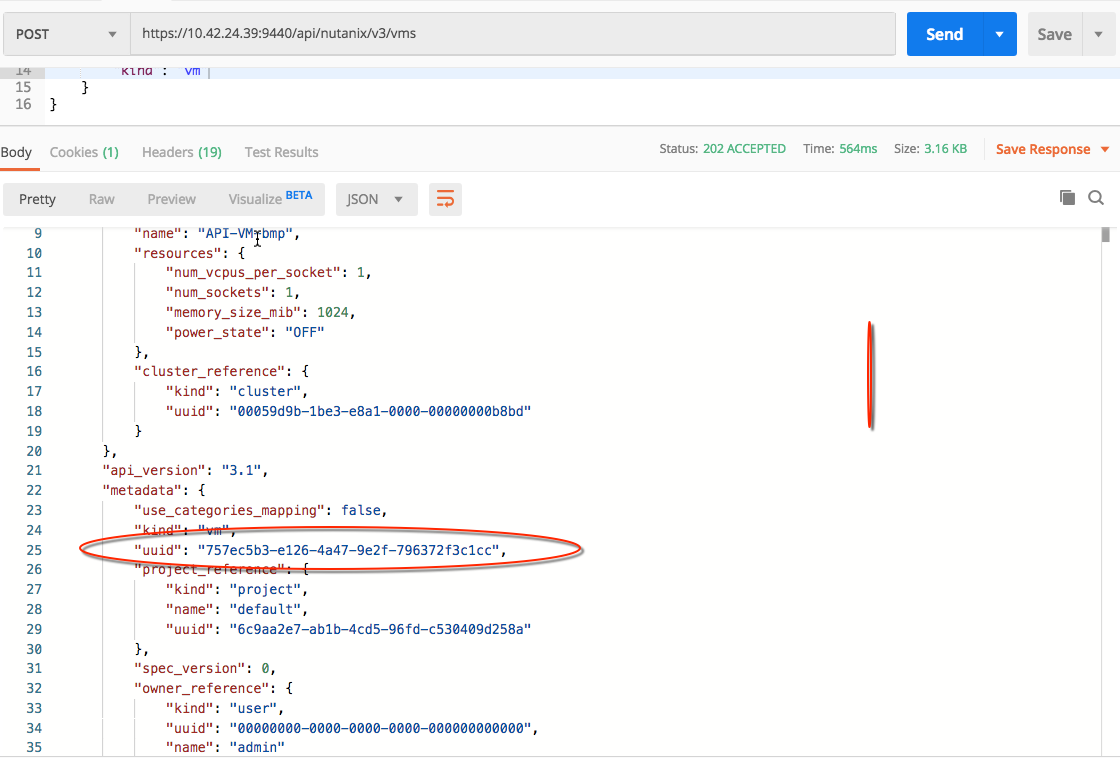 POST https://10.42.24.39:9440/api/nutanix/v3/vms Send Save
14 "kind": "vm"
15 }
16 }
Body Cookies (1) Headers (19) Test Results Status: 202 ACCEPTED Time: 564ms Size: 3.16 KB Save Response
Pretty Raw Preview Visualize BETA JSON
9 "name": "API-VM-bmp",
10 "resources": {
11 "num_vcpus_per_socket": 1,
12 "num_sockets": 1,
13 "memory_size_mib": 1024,
14 "power_state": "OFF"
15 },
16 "cluster_reference": {
17 "kind": "cluster",
18 "uuid": "00059d9b-1be3-e8a1-0000-00000000b8bd"
19 }
20 },
21 "api_version": "3.1",
22 "metadata": {
23 "use_categories_mapping": false,
24 "kind": "vm",
25 "uuid": "757ec5b3-e126-4a47-9e2f-796372f3c1cc",
26 "project_reference": {
27 "kind": "project",
28 "name": "default",
29 "uuid": "6c9aa2e7-ab1b-4cd5-96fd-c530409d258a"
30 },
31 "spec_version": 0,
32 "owner_reference": {
33 "kind": "user",
34 "uuid": "00000000-0000-0000-0000-000000000000",
35 "name": "admin"